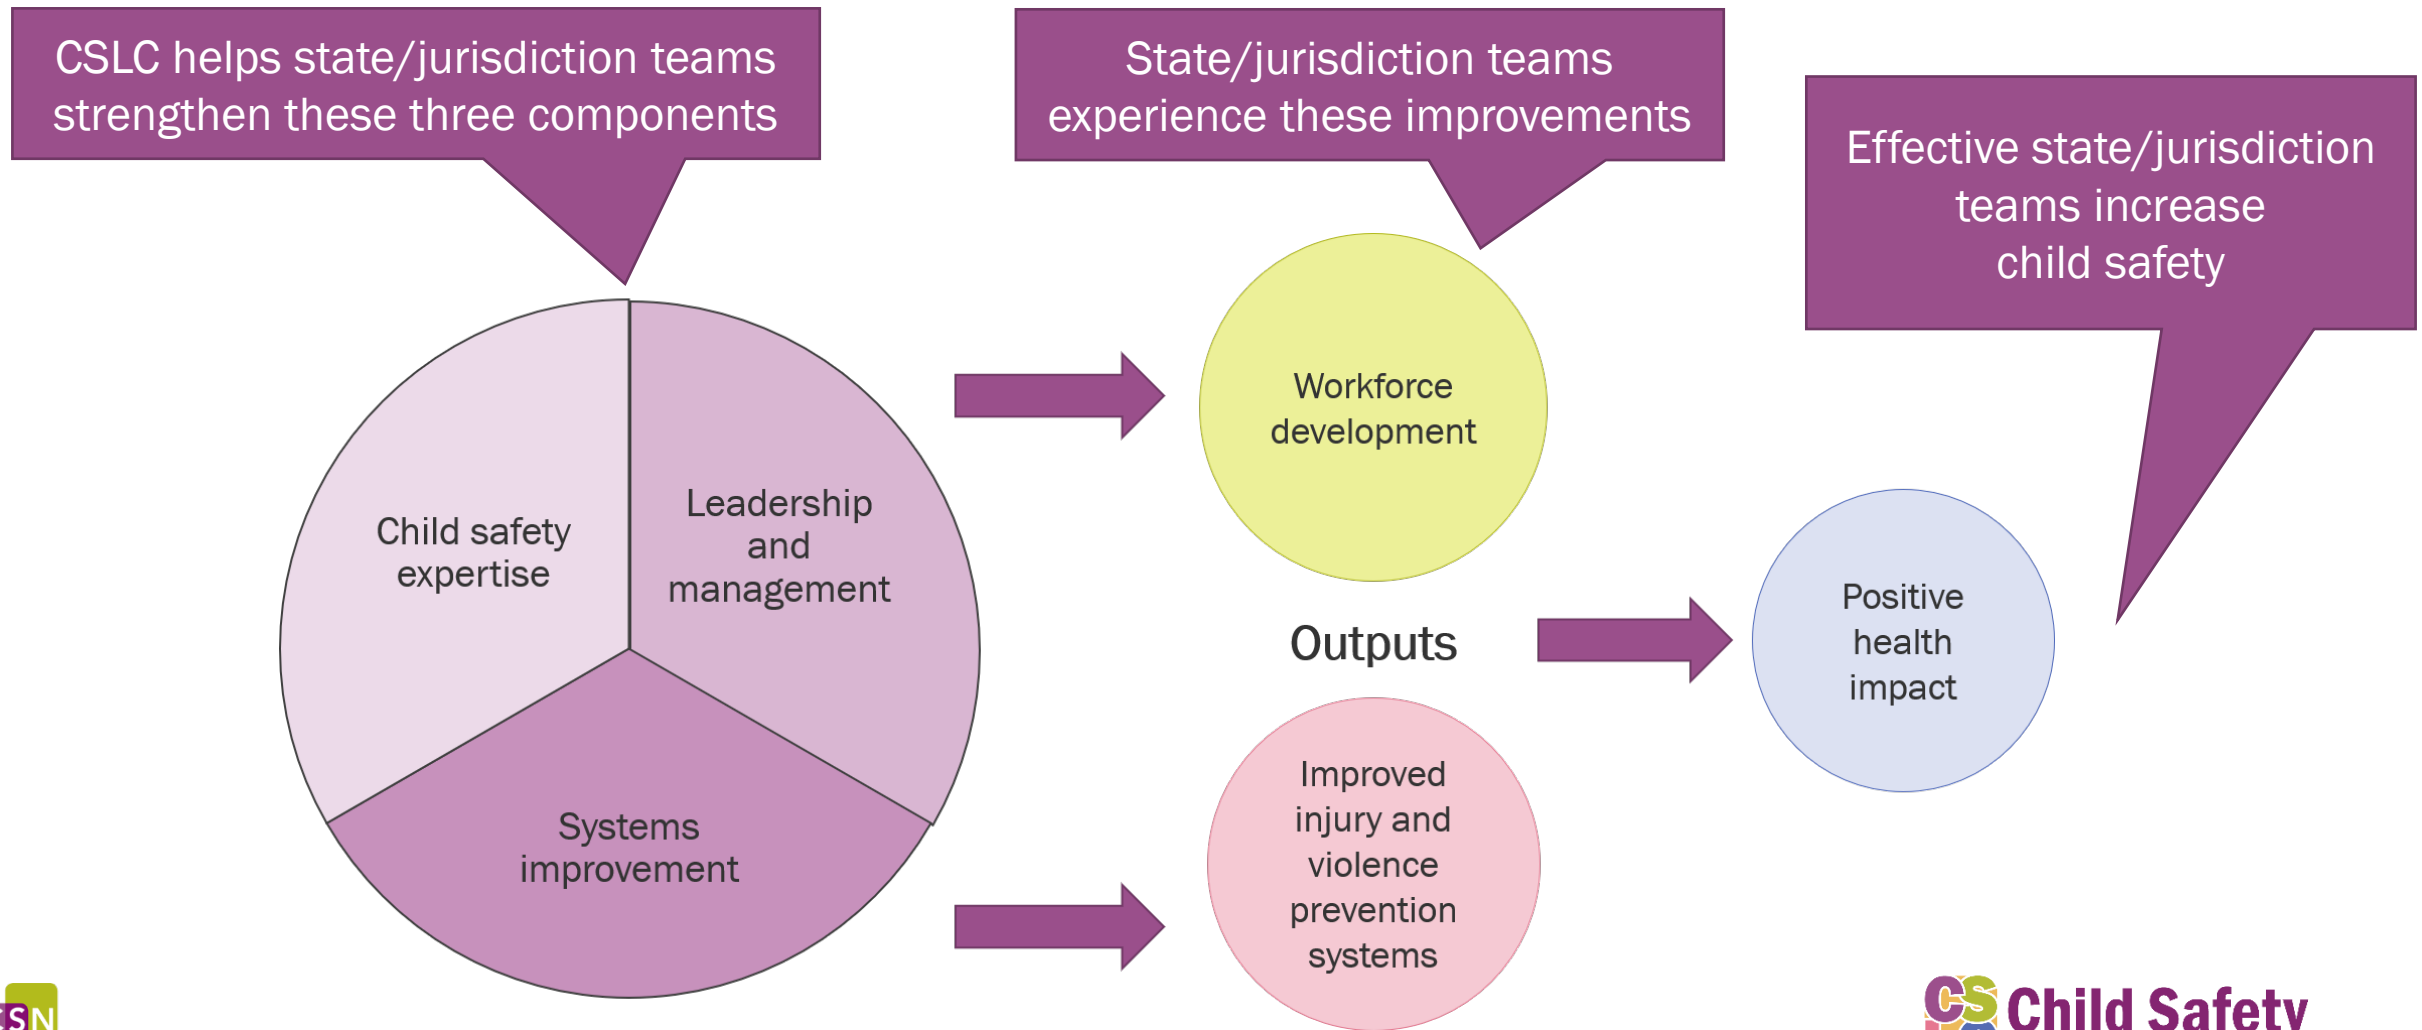 CSLC helps state/jurisdiction teams
strengthen these three components
State/jurisdiction teams
experience these improvements
Effective state/jurisdiction
teams increase
child safety
Child safety
expertise
Leadership
and
management
Systems
improvement
Workforce
development
Outputs
Improved
injury and
violence
prevention
systems
Positive
health
impact
SN
CS Child Safety